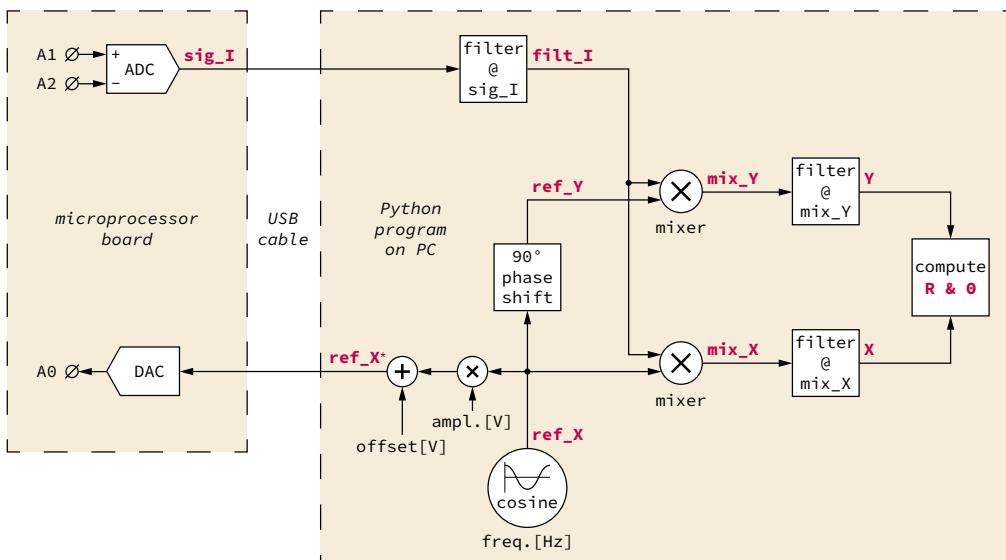 A1
+
ADC
A2
−
sig_I
filter
@
sig_I
filt_I
microprocessor
board
USB
cable
Python
program
on PC
ref_Y
90°
phase
shift
mixer
mix_Y
filter
@
mix_Y
Y
compute
R & Θ
A0
DAC
ref_X*
+
×
ampl.[V]
offset[V]
ref_X
mixer
mix_X
filter
@
mix_X
X
cosine
freq.[Hz]